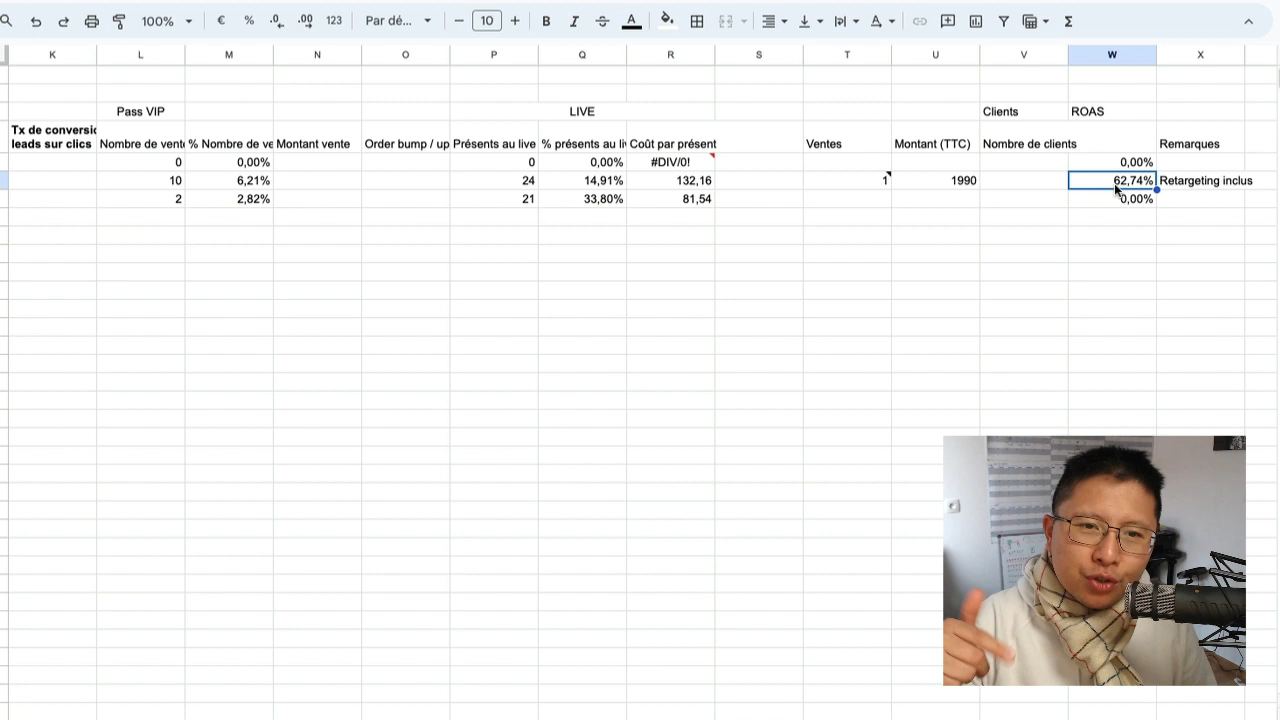 100% € % .0 .00 123 Par dé... − 10 + B I S A Σ
K L M N O P Q R S T U V W X
Pass VIP LIVE Clients ROAS
Tx de conversic
leads sur clics Nombre de vent % Nombre de ve Montant vente Order bump / up Présents au live % présents au li Coût par présent Ventes Montant (TTC) Nombre de clients Remarques
0 0,00% 0 0,00% #DIV/0! 0,00%
10 6,21% 24 14,91% 132,16 1 1990 62,74% Retargeting inclus
2 2,82% 21 33,80% 81,54 0,00%